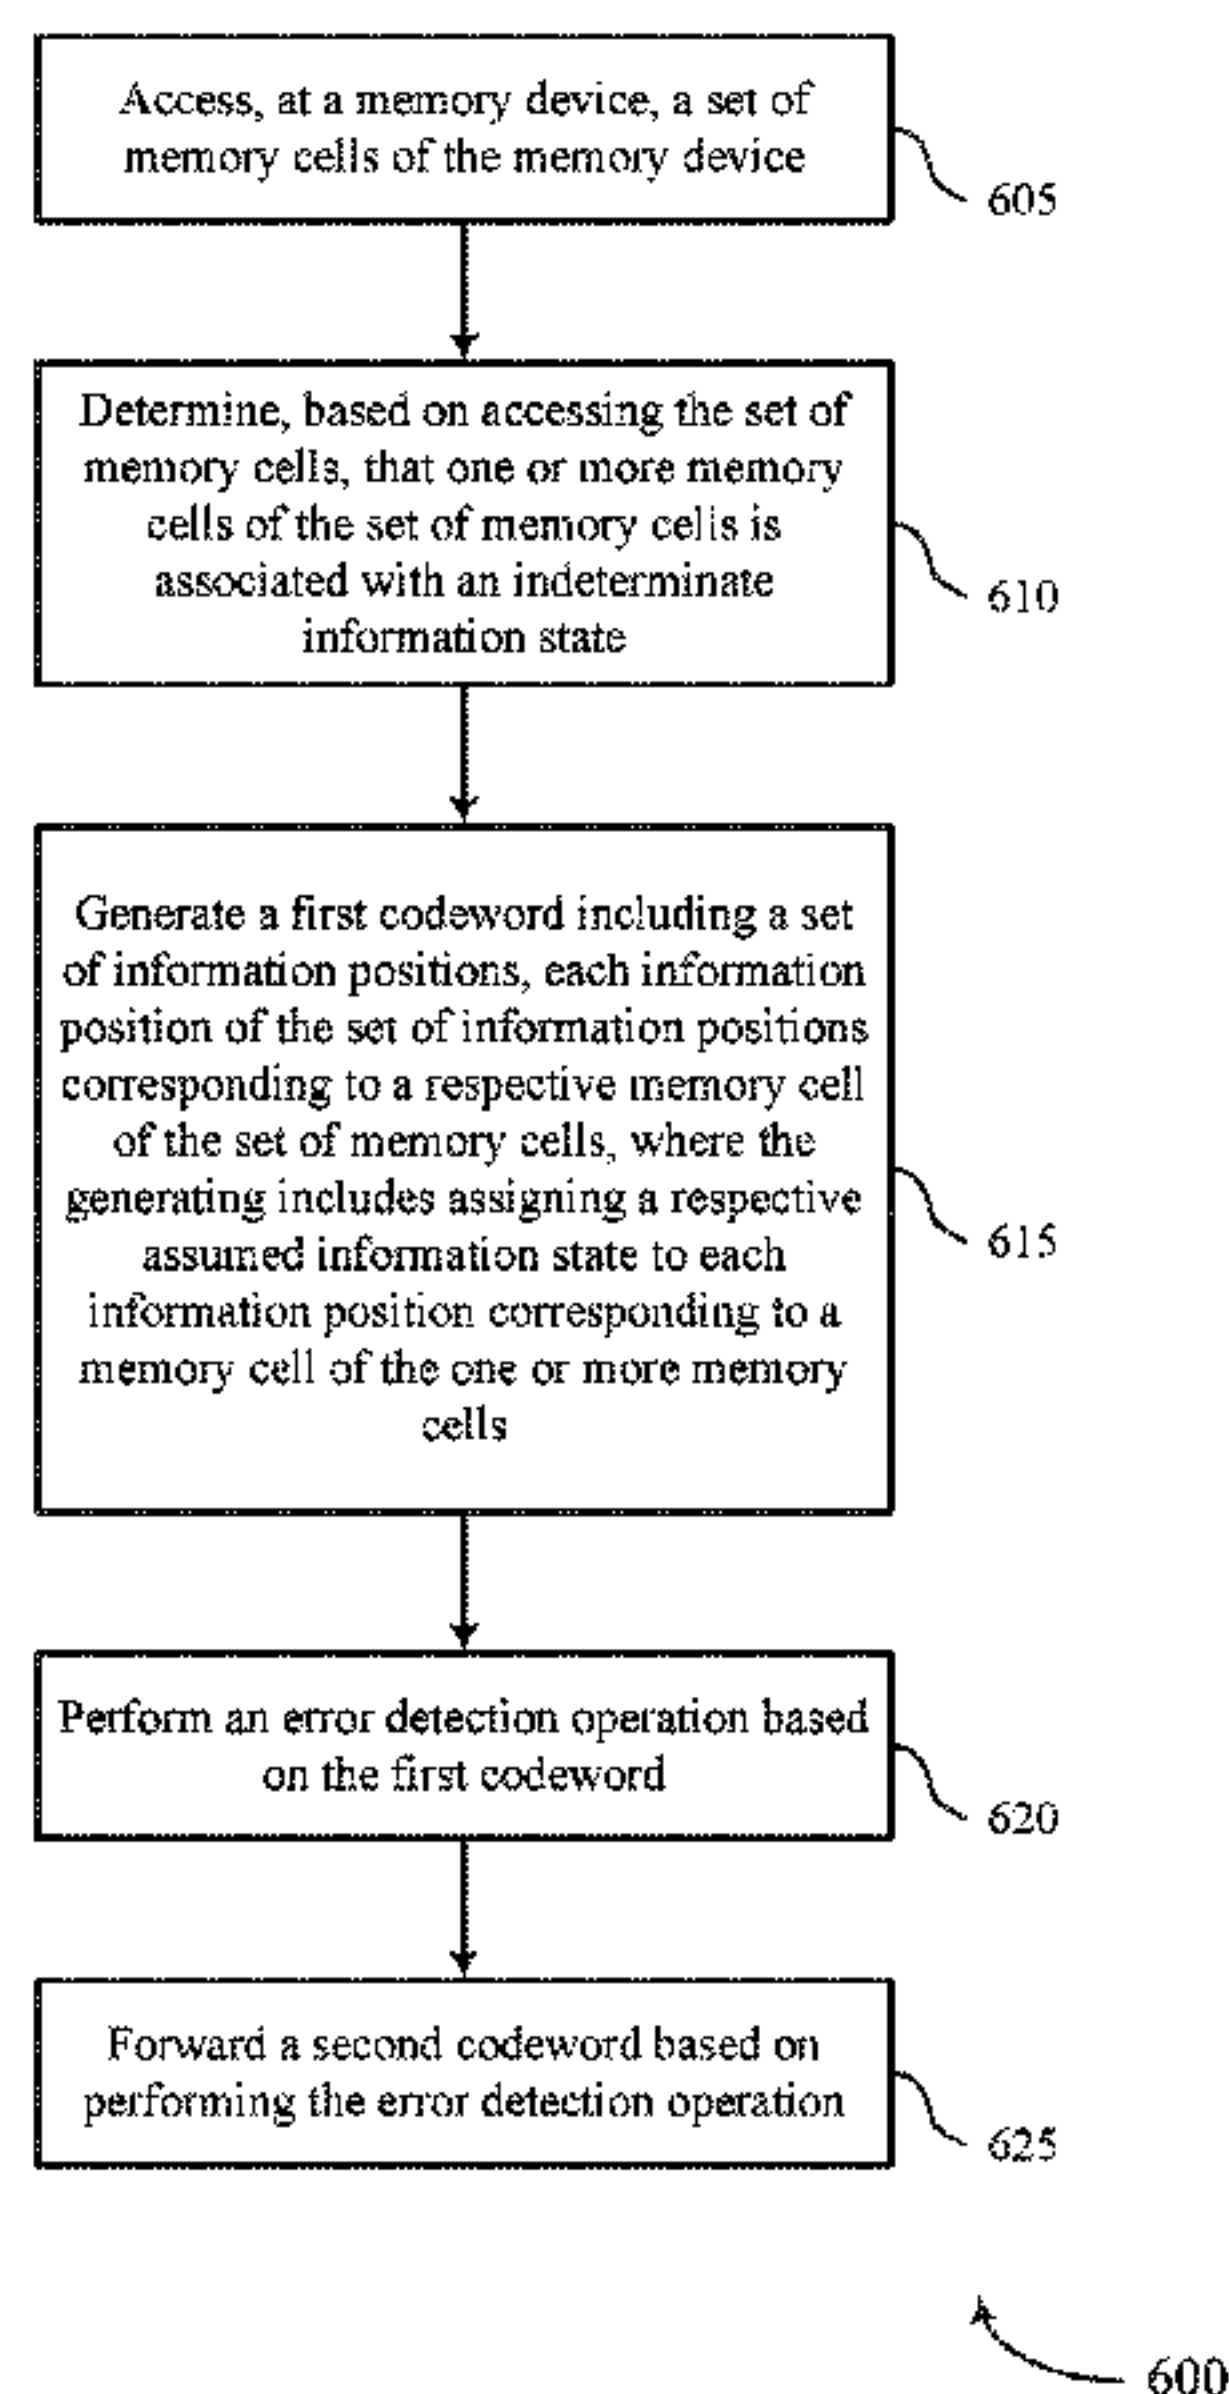 Access, at a memory device, a set of
memory cells of the memory device
605
Determine, based on accessing the set of
memory cells, that one or more memory
cells of the set of memory cells is
associated with an indeterminate
information state
610
Generate a first codeword including a set
of information positions, each information
position of the set of information positions
corresponding to a respective memory cell
of the set of memory cells, where the
generating includes assigning a respective
assumed information state to each
information position corresponding to a
memory cell of the one or more memory
cells
615
Perform an error detection operation based
on the first codeword
620
Forward a second codeword based on
performing the error detection operation
625
600